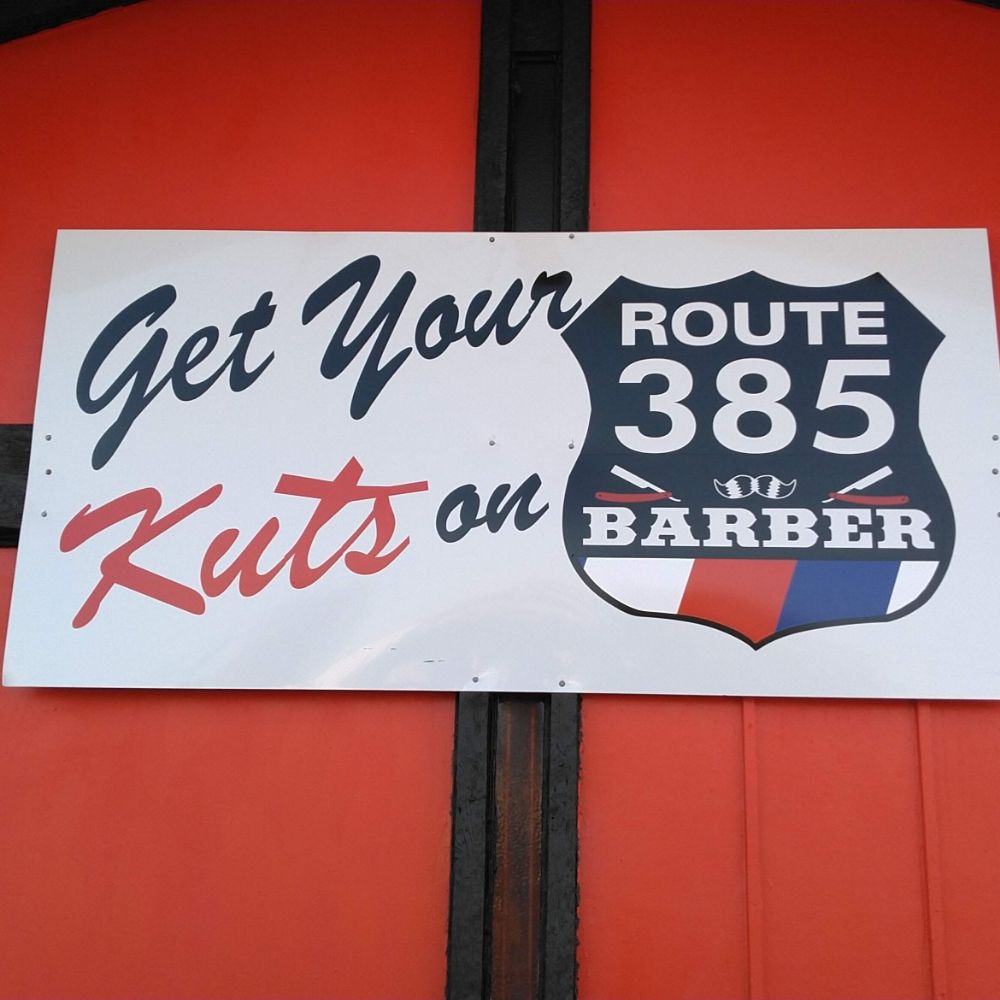 Get Your
Kuts on
ROUTE
385
BARBER